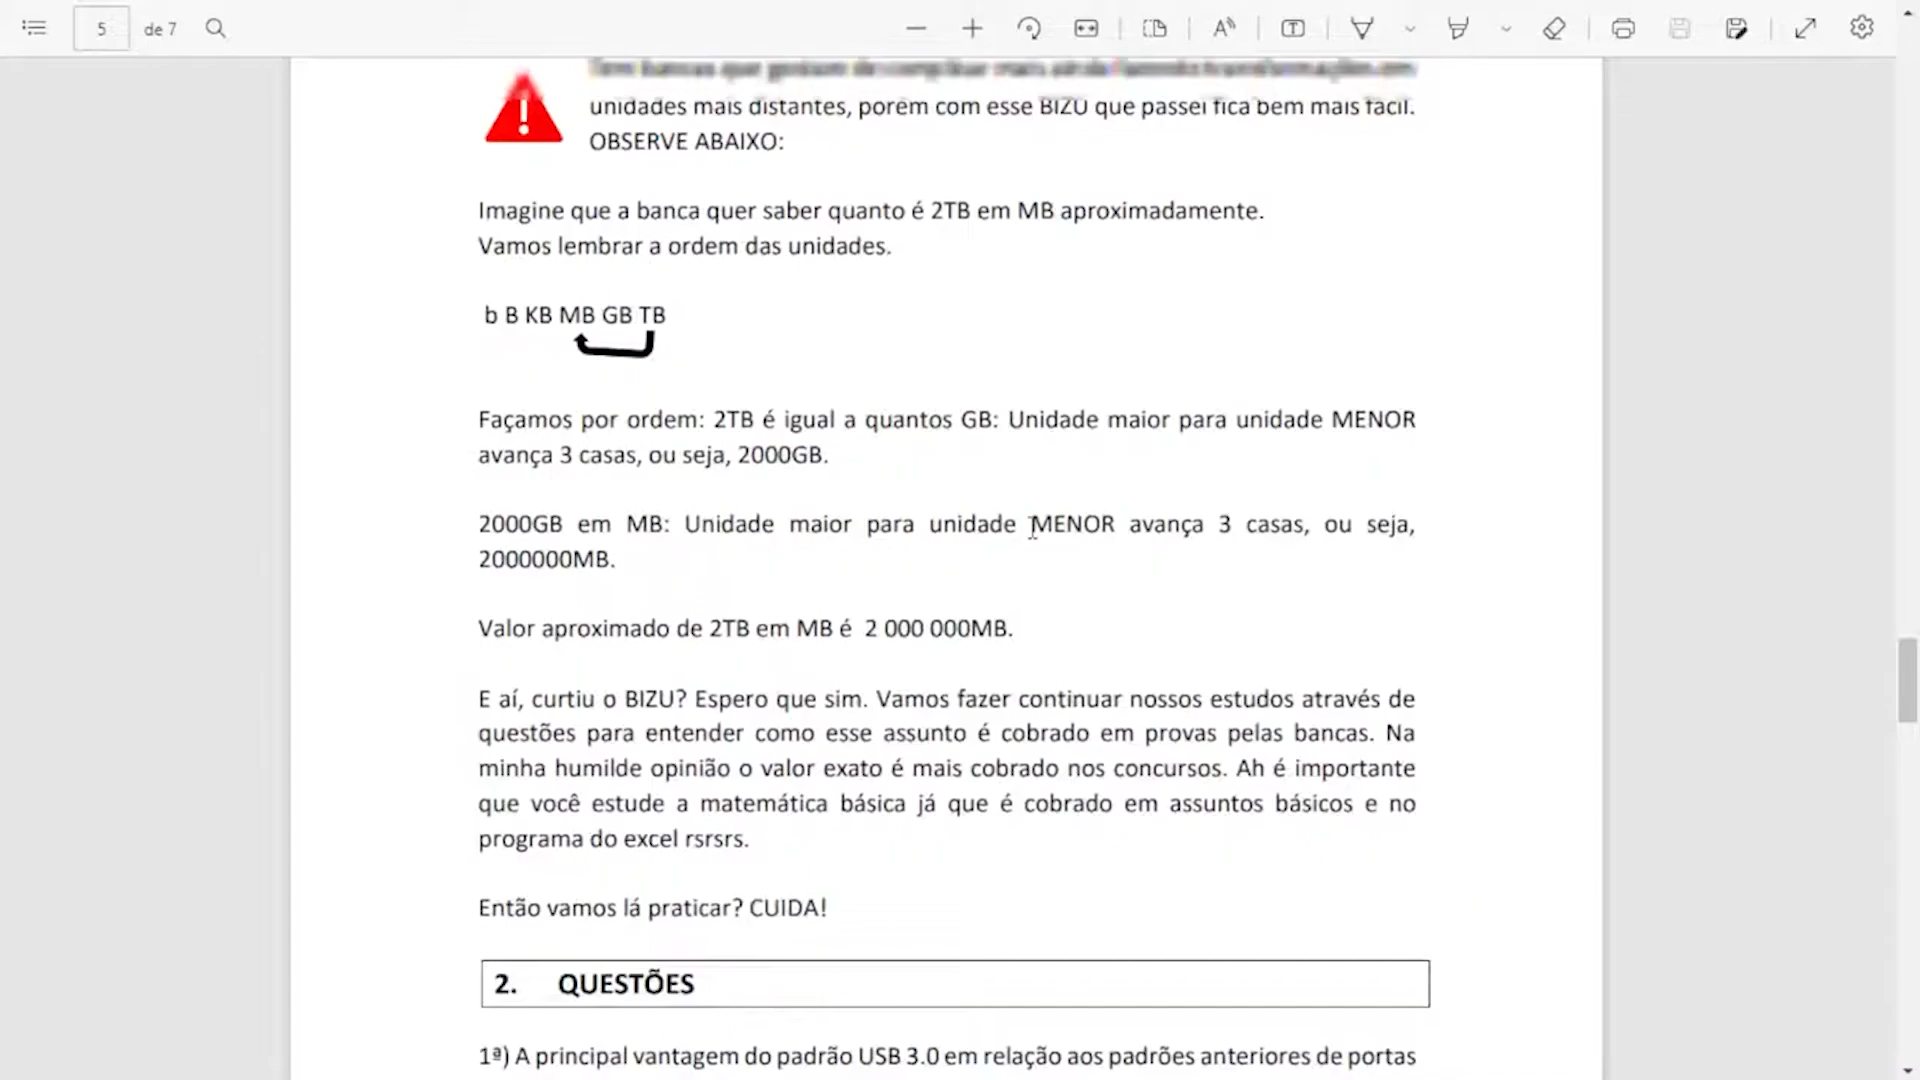 5 de 7
unidades mais distantes, porém com esse BIZU que passei fica bem mais fácil.
OBSERVE ABAIXO:
Imagine que a banca quer saber quanto é 2TB em MB aproximadamente.
Vamos lembrar a ordem das unidades.
b B KB MB GB TB
Façamos por ordem: 2TB é igual a quantos GB: Unidade maior para unidade MENOR
avança 3 casas, ou seja, 2000GB.
2000GB em MB: Unidade maior para unidade MENOR avança 3 casas, ou seja,
2000000MB.
Valor aproximado de 2TB em MB é 2 000 000MB.
E aí, curtiu o BIZU? Espero que sim. Vamos fazer continuar nossos estudos através de
questões para entender como esse assunto é cobrado em provas pelas bancas. Na
minha humilde opinião o valor exato é mais cobrado nos concursos. Ah é importante
que você estude a matemática básica já que é cobrado em assuntos básicos e no
programa do excel rsrsrs.
Então vamos lá praticar? CUIDA!
2. QUESTÕES
1ª) A principal vantagem do padrão USB 3.0 em relação aos padrões anteriores de portas